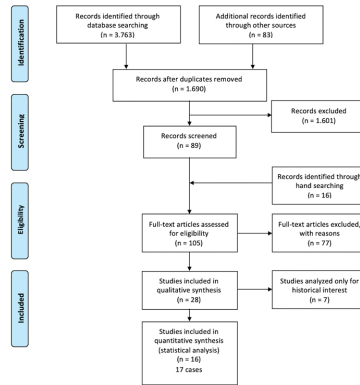 Identification
Records identified through
database searching
(n = 3.763)
Additional records identified
through other sources
(n = 83)
Records after duplicates removed
(n = 1.690)
Screening
Records excluded
(n = 1.601)
Records screened
(n = 89)
Records identified through
hand searching
(n = 16)
Eligibility
Full-text articles assessed
for eligibility
(n = 105)
Full-text articles excluded,
with reasons
(n = 77)
Included
Studies included in
qualitative synthesis
(n = 28)
Studies analyzed only for
historical interest
(n = 7)
Studies included in
quantitative synthesis
(statistical analysis)
(n = 16)
17 cases